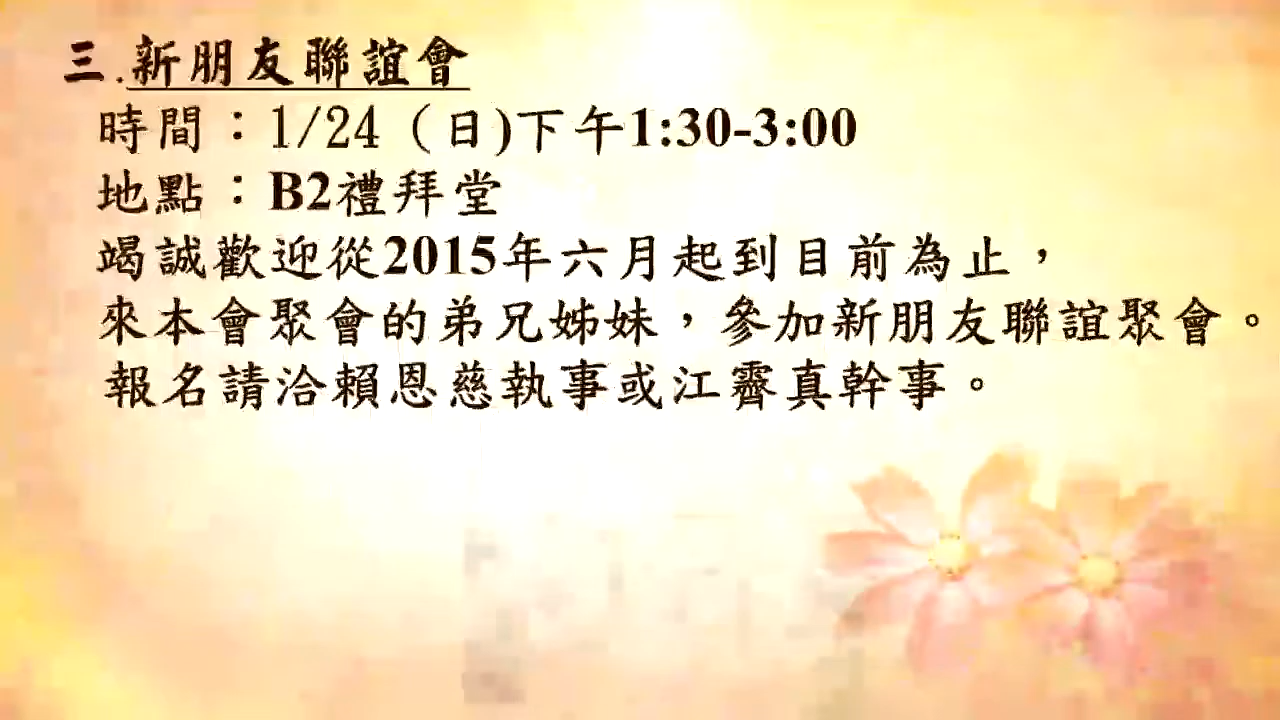 三.新朋友聯誼會
時間：1/24（日)下午1:30-3:00
地點：B2禮拜堂
竭誠歡迎從2015年六月起到目前為止，
來本會聚會的弟兄姊妹，參加新朋友聯誼聚會。
報名請洽賴恩慈執事或江霽真幹事。